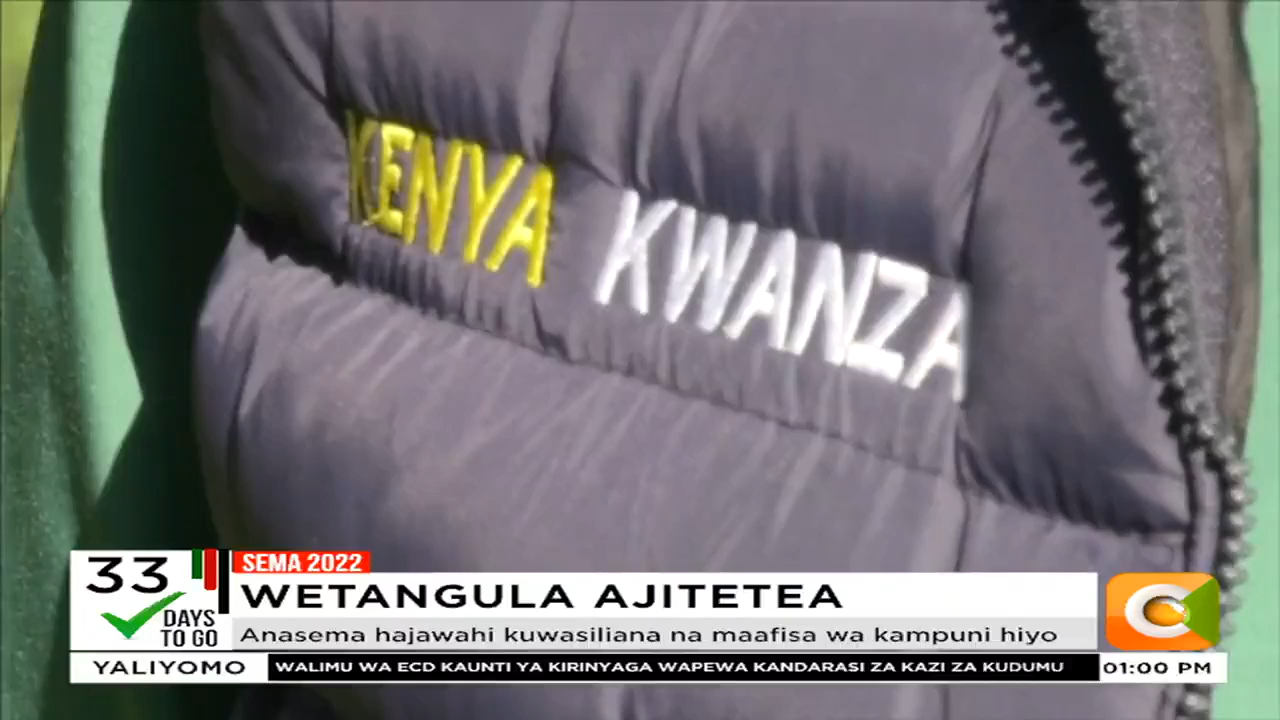 KENYA KWANZA
33
DAYS
TO GO
SEMA 2022
WETANGULA AJITETEA
Anasema hajawahi kuwasiliana na maafisa wa kampuni hiyo
YALIYOMO
WALIMU WA ECD KAUNTI YA KIRINYAGA WAPEWA KANDARASI ZA KAZI ZA KUDUMU
01:00 PM